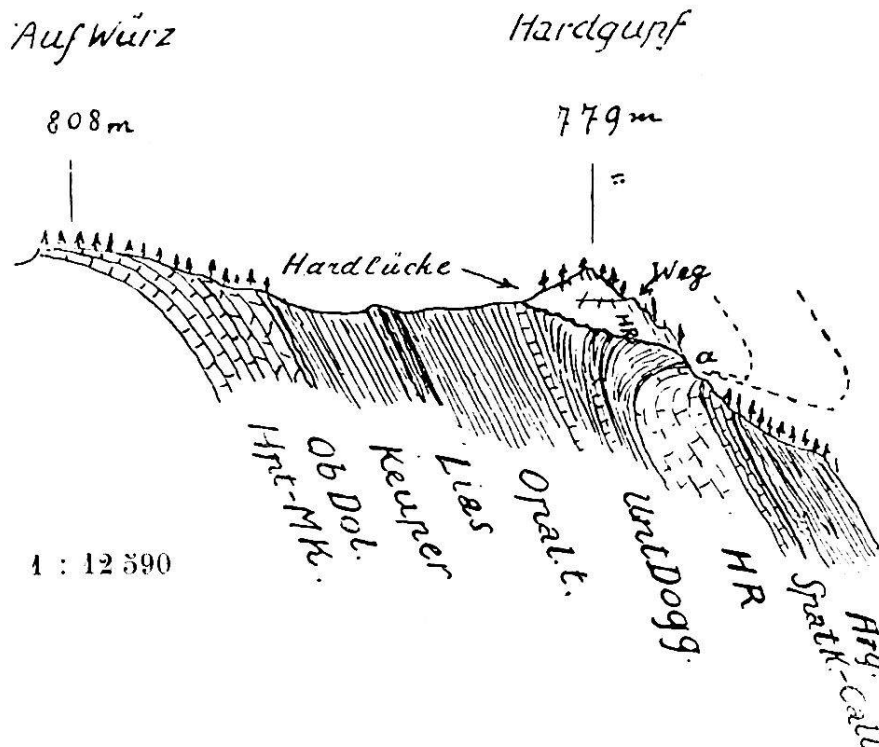 Auf Würz
Hardgupf
808m
779m
Hardlücke
Weg
HR
a
Hpt-MK.
Ob Dol.
Keuper
Lias
Opal.t.
Unt Dogg.
HR
Spatk.-Call
Arg.
1 : 12 590